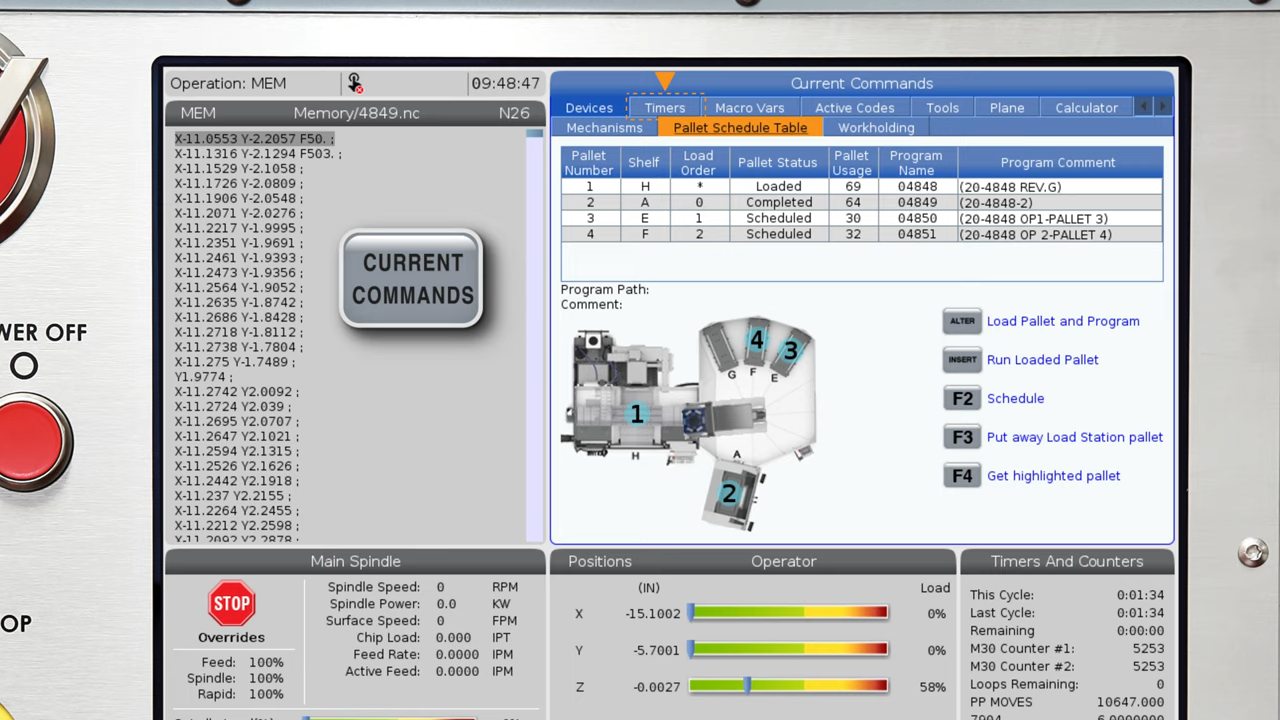 Operation: MEM
09:48:47
MEM Memory/4849.nc N26
X-11.0553 Y-2.2057 F50. ;
X-11.1316 Y-2.1294 F503. ;
X-11.1529 Y-2.1058 ;
X-11.1726 Y-2.0809 ;
X-11.1906 Y-2.0548 ;
X-11.2071 Y-2.0276 ;
X-11.2217 Y-1.9995 ;
X-11.2351 Y-1.9691 ;
X-11.2461 Y-1.9393 ;
X-11.2473 Y-1.9356 ;
X-11.2564 Y-1.9052 ;
X-11.2635 Y-1.8742 ;
X-11.2686 Y-1.8428 ;
X-11.2718 Y-1.8112 ;
X-11.2738 Y-1.7804 ;
X-11.275 Y-1.7489 ;
Y1.9774 ;
X-11.2742 Y2.0092 ;
X-11.2724 Y2.039 ;
X-11.2695 Y2.0707 ;
X-11.2647 Y2.1021 ;
X-11.2594 Y2.1315 ;
X-11.2526 Y2.1626 ;
X-11.2442 Y2.1918 ;
X-11.237 Y2.2155 ;
X-11.2264 Y2.2455 ;
X-11.2212 Y2.2598 ;
X-11.2092 Y2.2878 ;
CURRENT
COMMANDS
Current Commands
Devices Timers Macro Vars Active Codes Tools Plane Calculator
Mechanisms Pallet Schedule Table Workholding
Pallet Number Shelf Load Order Pallet Status Pallet Usage Program Name Program Comment
1 H * Loaded 69 O4848 (20-4848 REV.G)
2 A 0 Completed 64 O4849 (20-4848-2)
3 E 1 Scheduled 30 O4850 (20-4848 OP1-PALLET 3)
4 F 2 Scheduled 32 O4851 (20-4848 OP 2-PALLET 4)
Program Path:
Comment:
4
3
G F E
1
H
A
2
ALTER Load Pallet and Program
INSERT Run Loaded Pallet
F2 Schedule
F3 Put away Load Station pallet
F4 Get highlighted pallet
WER OFF
OP
Main Spindle
STOP
Overrides
Feed: 100%
Spindle: 100%
Rapid: 100%
Spindle Speed: 0 RPM
Spindle Power: 0.0 KW
Surface Speed: 0 FPM
Chip Load: 0.000 IPT
Feed Rate: 0.0000 IPM
Active Feed: 0.0000 IPM
Positions Operator
(IN) Load
X -15.1002 0%
Y -5.7001 0%
Z -0.0027 58%
Timers And Counters
This Cycle: 0:01:34
Last Cycle: 0:01:34
Remaining 0:00:00
M30 Counter #1: 5253
M30 Counter #2: 5253
Loops Remaining: 0
PP MOVES 10647.000